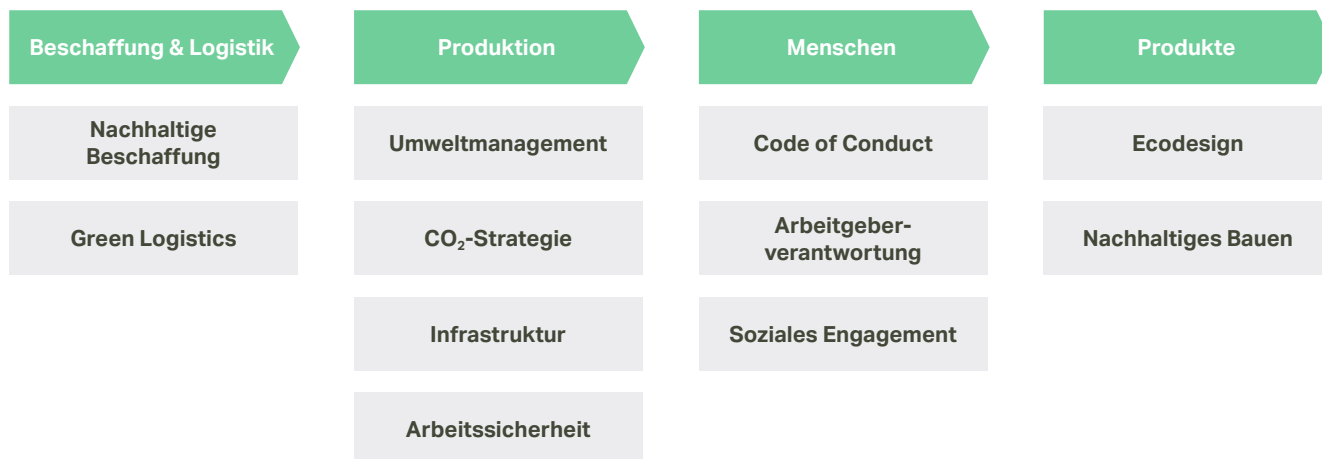 Beschaffung & Logistik
Nachhaltige
Beschaffung
Green Logistics
Produktion
Umweltmanagement
CO₂-Strategie
Infrastruktur
Arbeitssicherheit
Menschen
Code of Conduct
Arbeitgeber-
verantwortung
Soziales Engagement
Produkte
Ecodesign
Nachhaltiges Bauen